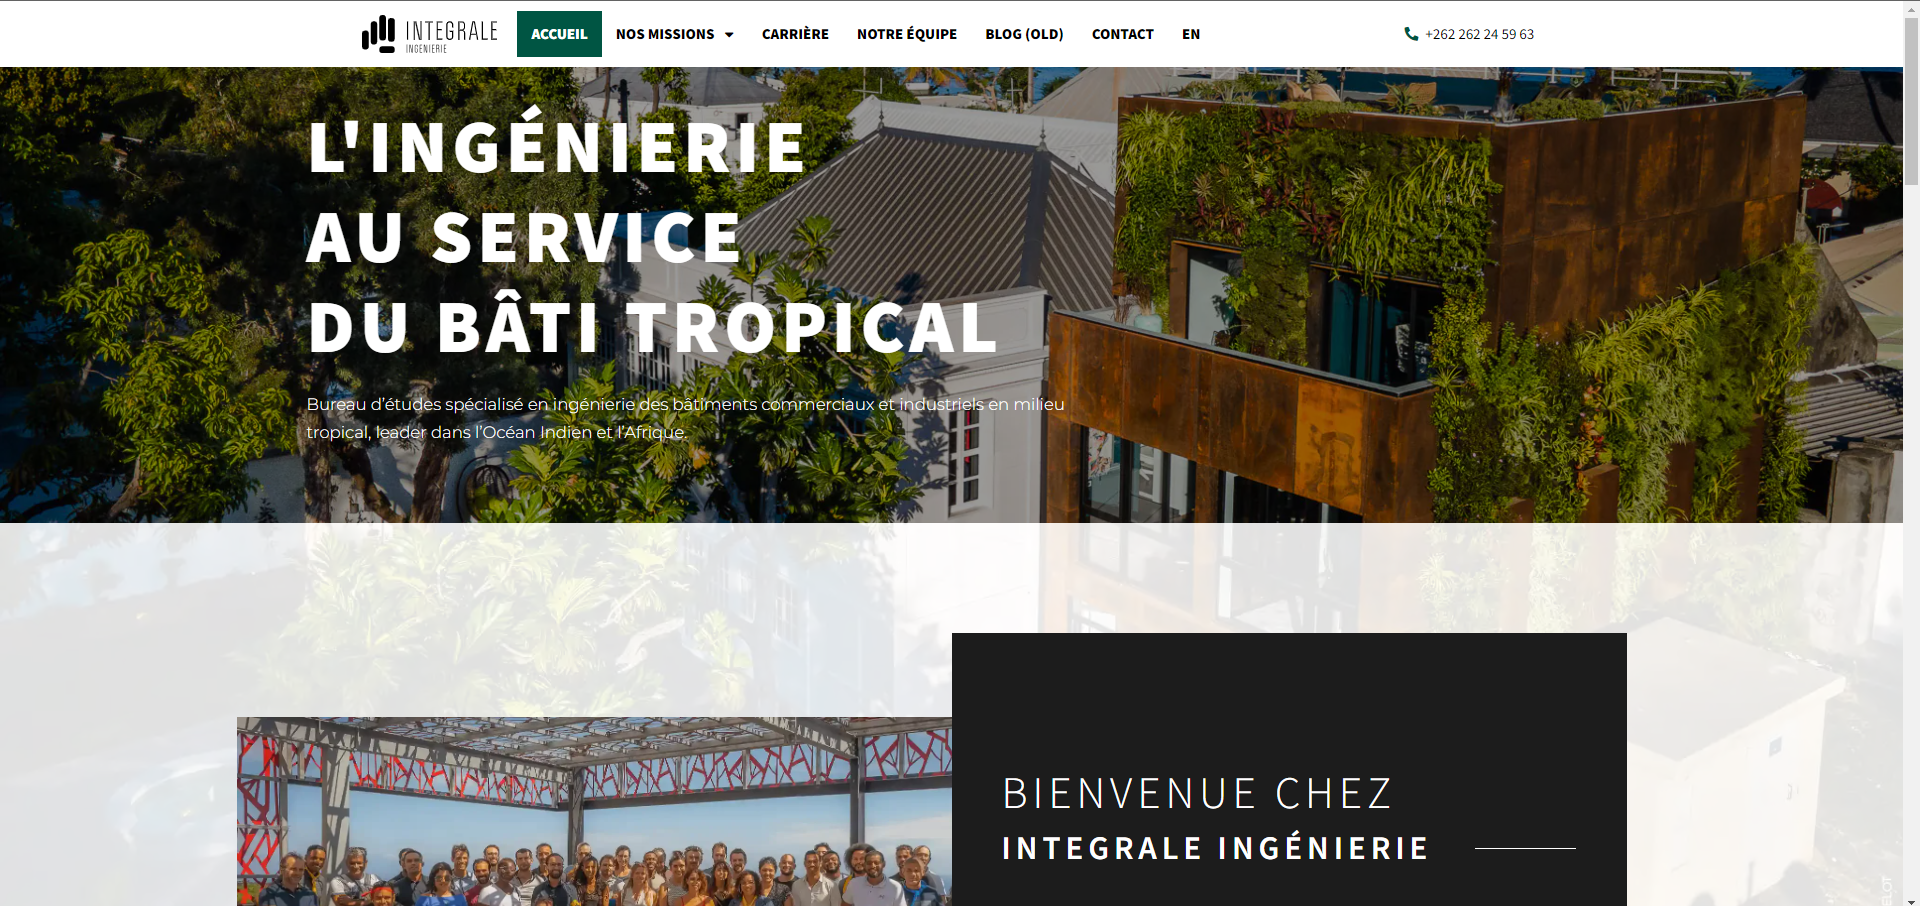 INTEGRALE
INGENIERIE
ACCUEIL
NOS MISSIONS
CARRIÈRE
NOTRE ÉQUIPE
BLOG (OLD)
CONTACT
EN
+262 262 24 59 63
L'INGÉNIERIE
AU SERVICE
DU BÂTI TROPICAL
Bureau d’études spécialisé en ingénierie des bâtiments commerciaux et industriels en milieu
tropical, leader dans l’Océan Indien et l’Afrique.
BIENVENUE CHEZ
INTEGRALE INGÉNIERIE